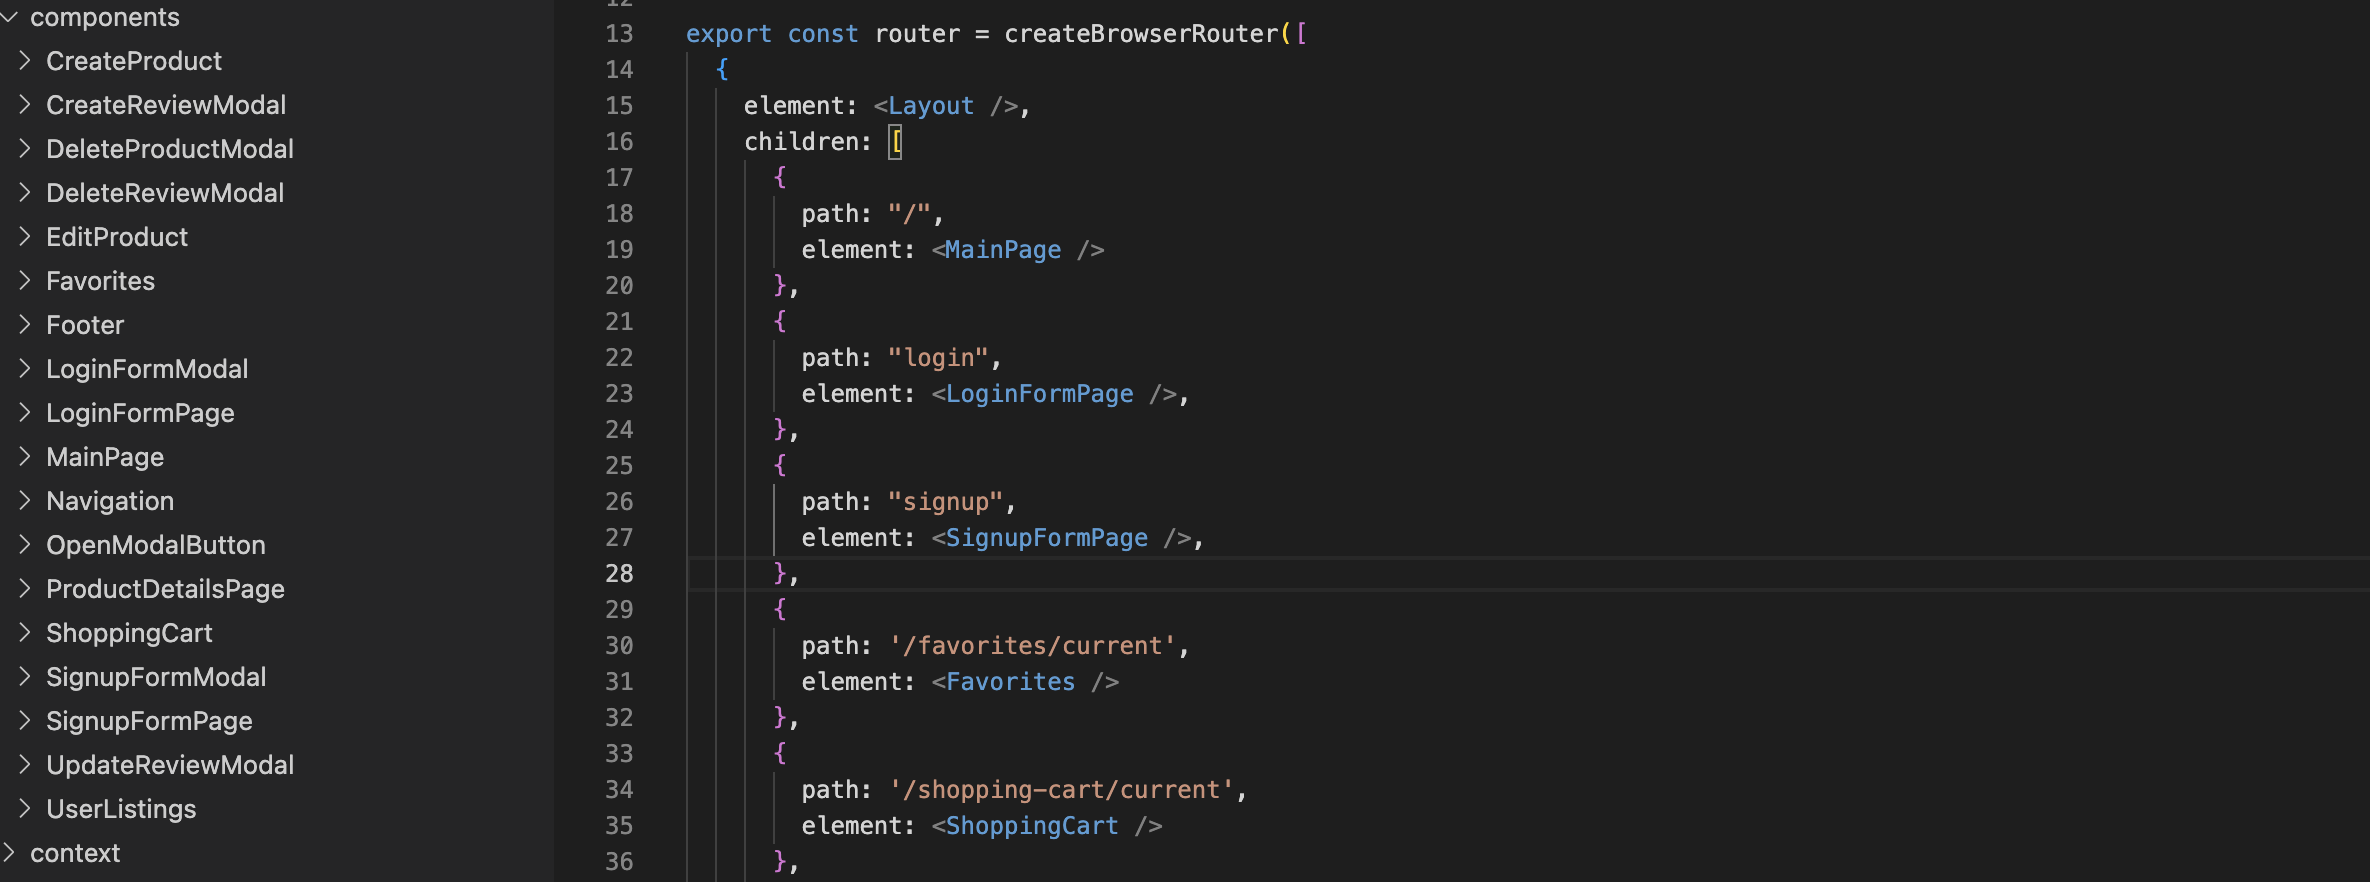 components
CreateProduct
CreateReviewModal
DeleteProductModal
DeleteReviewModal
EditProduct
Favorites
Footer
LoginFormModal
LoginFormPage
MainPage
Navigation
OpenModalButton
ProductDetailsPage
ShoppingCart
SignupFormModal
SignupFormPage
UpdateReviewModal
UserListings
context
12
13 export const router = createBrowserRouter([
14 {
15 element: <Layout />,
16 children: [
17 {
18 path: "/",
19 element: <MainPage />
20 },
21 {
22 path: "login",
23 element: <LoginFormPage />,
24 },
25 {
26 path: "signup",
27 element: <SignupFormPage />,
28 },
29 {
30 path: '/favorites/current',
31 element: <Favorites />
32 },
33 {
34 path: '/shopping-cart/current',
35 element: <ShoppingCart />
36 },